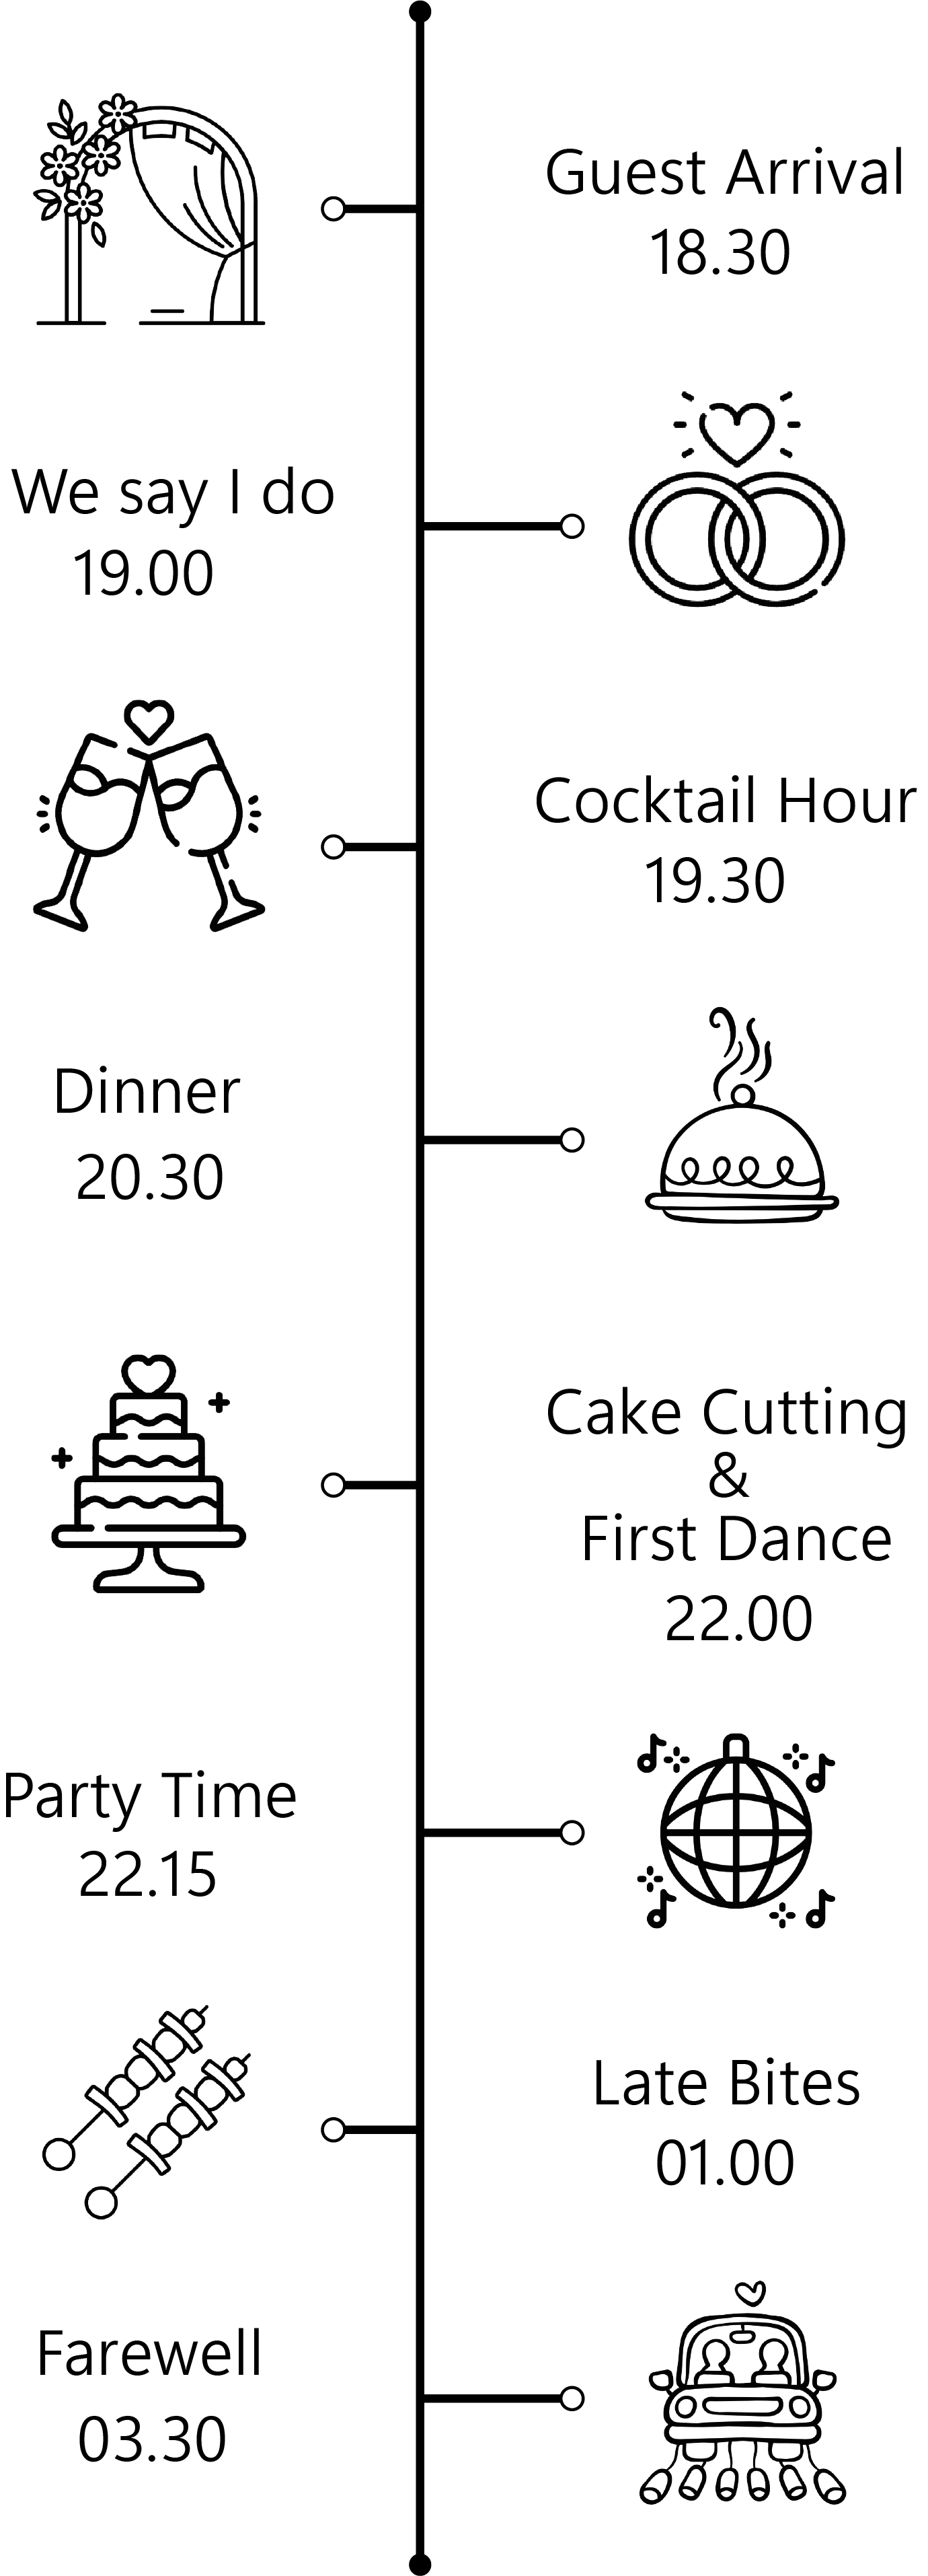 Guest Arrival
18.30
We say I do
19.00
Cocktail Hour
19.30
Dinner
20.30
Cake Cutting
&
First Dance
22.00
Party Time
22.15
Late Bites
01.00
Farewell
03.30